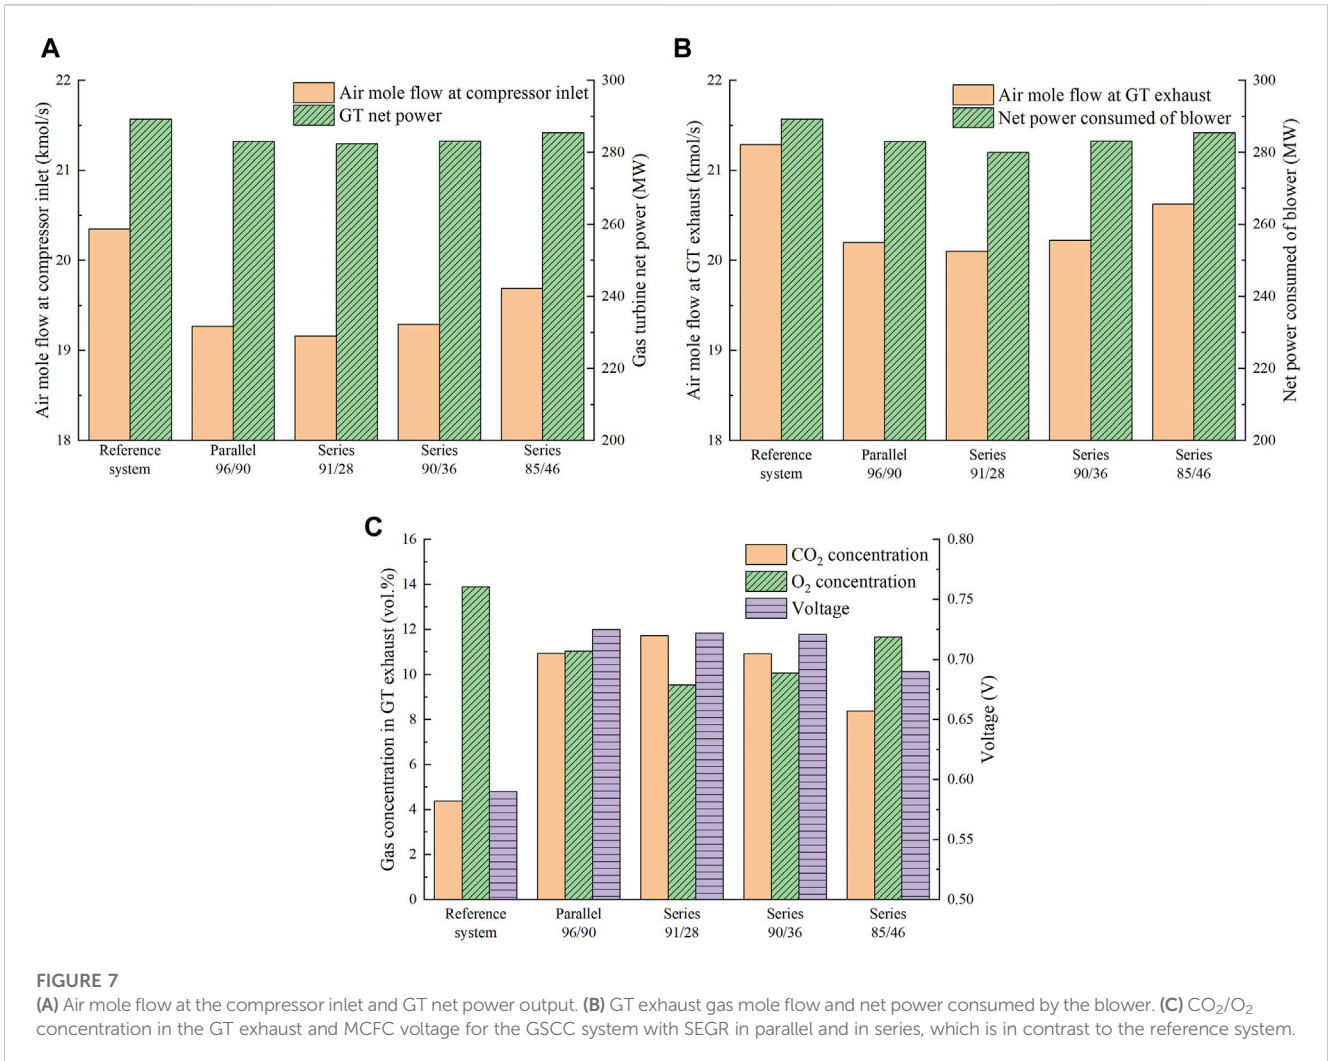 A
22
21
20
19
18
Air mole flow at compressor inlet (kmol/s)
Air mole flow at compressor inlet
GT net power
300
280
260
240
220
200
Gas turbine net power (MW)
Reference
system
Parallel
96/90
Series
91/28
Series
90/36
Series
85/46
B
22
21
20
19
18
Air mole flow at GT exhaust (kmol/s)
Air mole flow at GT exhaust
Net power consumed of blower
300
280
260
240
220
200
Net power consumed of blower (MW)
Reference
system
Parallel
96/90
Series
91/28
Series
90/36
Series
85/46
C
16
14
12
10
8
6
4
2
0
Gas concentration in GT exhaust (vol.%)
CO₂ concentration
O₂ concentration
Voltage
0.80
0.75
0.70
0.65
0.60
0.55
0.50
Voltage (V)
Reference
system
Parallel
96/90
Series
91/28
Series
90/36
Series
85/46
FIGURE 7
(A) Air mole flow at the compressor inlet and GT net power output. (B) GT exhaust gas mole flow and net power consumed by the blower. (C) CO₂/O₂
concentration in the GT exhaust and MCFC voltage for the GSCC system with SEGR in parallel and in series, which is in contrast to the reference system.